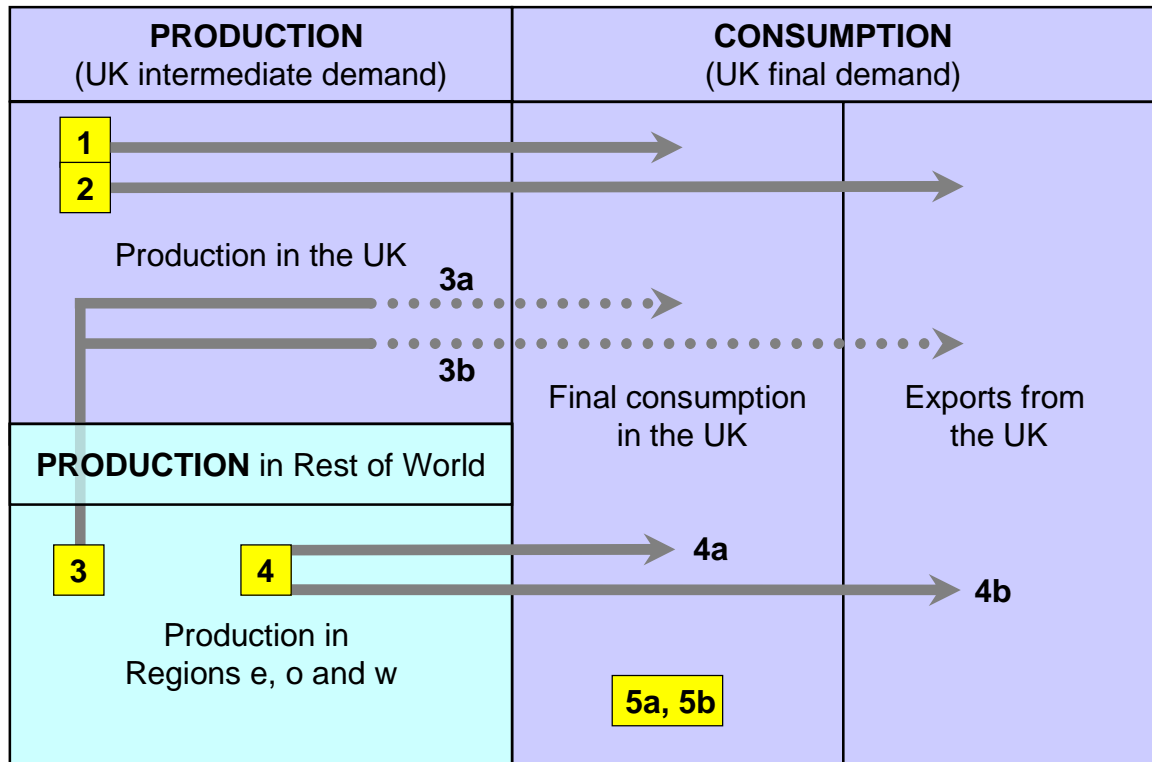 PRODUCTION
(UK intermediate demand)
CONSUMPTION
(UK final demand)
1
2
Production in the UK
3a
3b
Final consumption
in the UK
Exports from
the UK
PRODUCTION in Rest of World
3
4
4a
4b
Production in
Regions e, o and w
5a, 5b